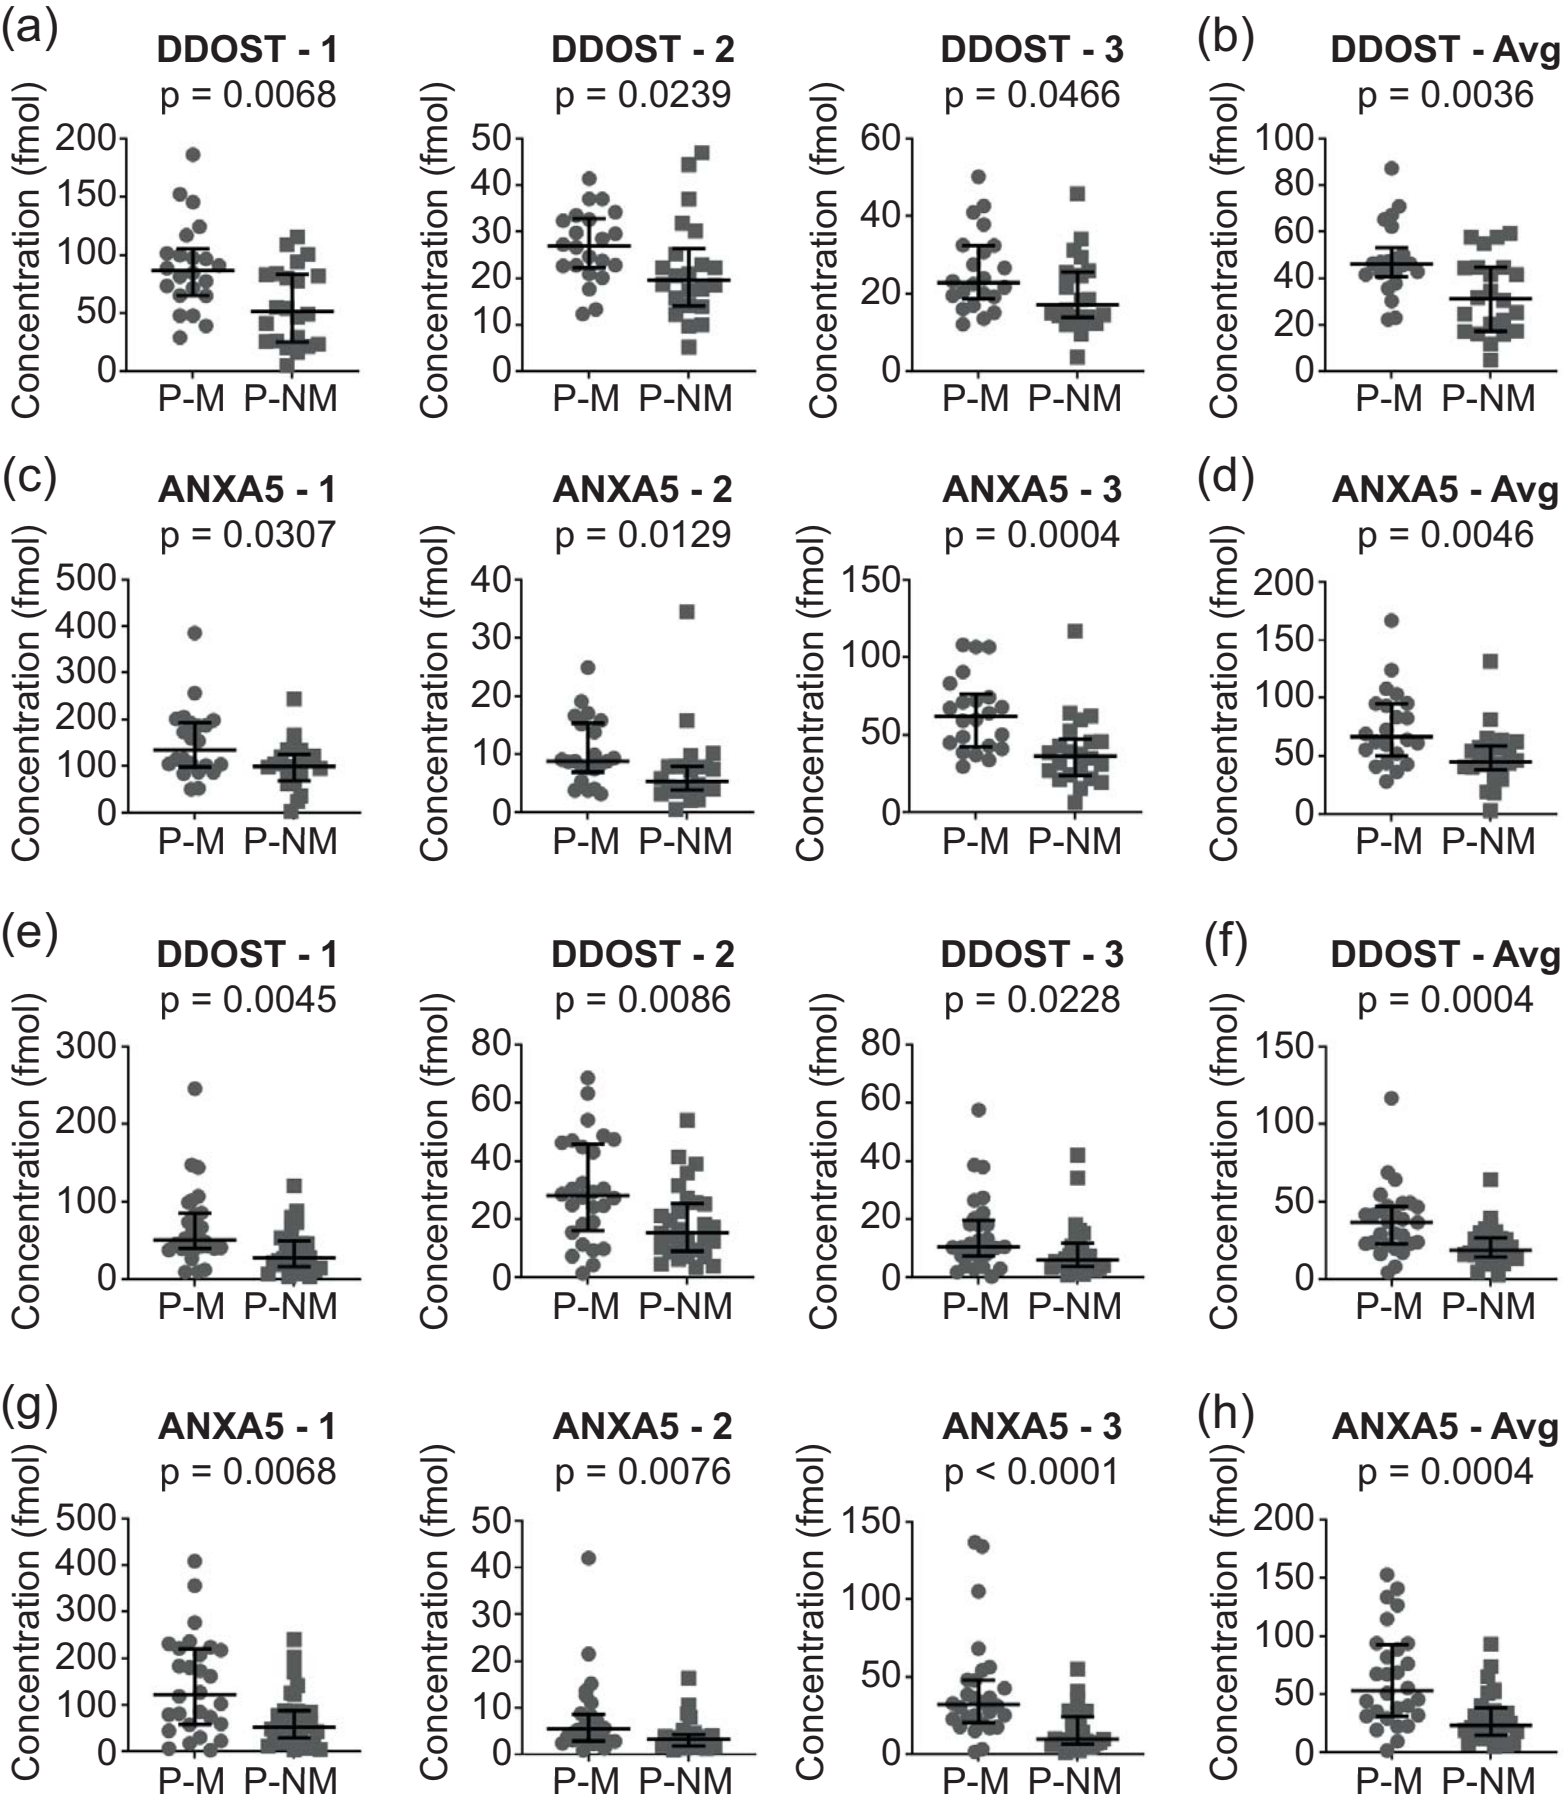 (a)
DDOST - 1
p = 0.0068
Concentration (fmol)
200
150
100
50
0
P-M P-NM
DDOST - 2
p = 0.0239
Concentration (fmol)
50
40
30
20
10
0
P-M P-NM
DDOST - 3
p = 0.0466
Concentration (fmol)
60
40
20
0
P-M P-NM
(b)
DDOST - Avg
p = 0.0036
Concentration (fmol)
100
80
60
40
20
0
P-M P-NM
(c)
ANXA5 - 1
p = 0.0307
Concentration (fmol)
500
400
300
200
100
0
P-M P-NM
ANXA5 - 2
p = 0.0129
Concentration (fmol)
40
30
20
10
0
P-M P-NM
ANXA5 - 3
p = 0.0004
Concentration (fmol)
150
100
50
0
P-M P-NM
(d)
ANXA5 - Avg
p = 0.0046
Concentration (fmol)
200
150
100
50
0
P-M P-NM
(e)
DDOST - 1
p = 0.0045
Concentration (fmol)
300
200
100
0
P-M P-NM
DDOST - 2
p = 0.0086
Concentration (fmol)
80
60
40
20
0
P-M P-NM
DDOST - 3
p = 0.0228
Concentration (fmol)
80
60
40
20
0
P-M P-NM
(f)
DDOST - Avg
p = 0.0004
Concentration (fmol)
150
100
50
0
P-M P-NM
(g)
ANXA5 - 1
p = 0.0068
Concentration (fmol)
500
400
300
200
100
0
P-M P-NM
ANXA5 - 2
p = 0.0076
Concentration (fmol)
50
40
30
20
10
0
P-M P-NM
ANXA5 - 3
p < 0.0001
Concentration (fmol)
150
100
50
0
P-M P-NM
(h)
ANXA5 - Avg
p = 0.0004
Concentration (fmol)
200
150
100
50
0
P-M P-NM